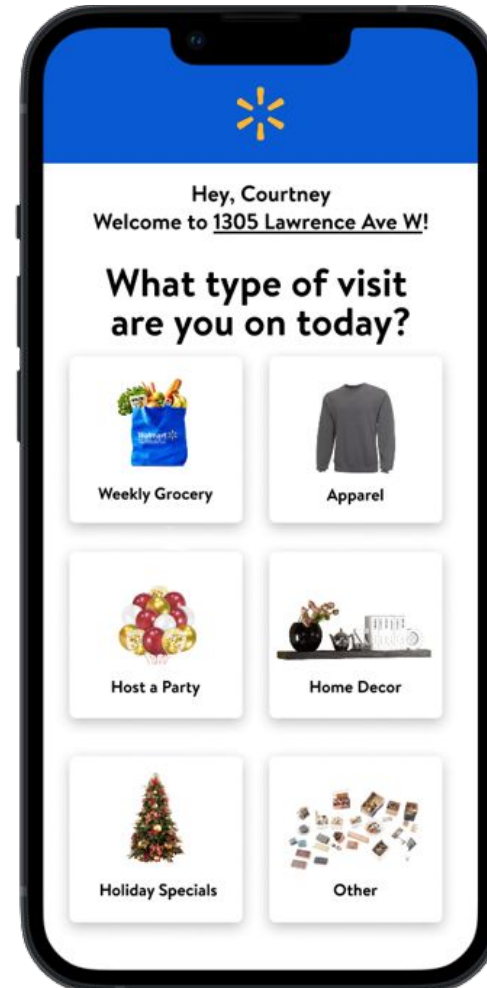 Hey, Courtney
Welcome to 1305 Lawrence Ave W!
What type of visit
are you on today?
Walmart
Weekly Grocery
Apparel
Host a Party
Home Decor
Holiday Specials
Other